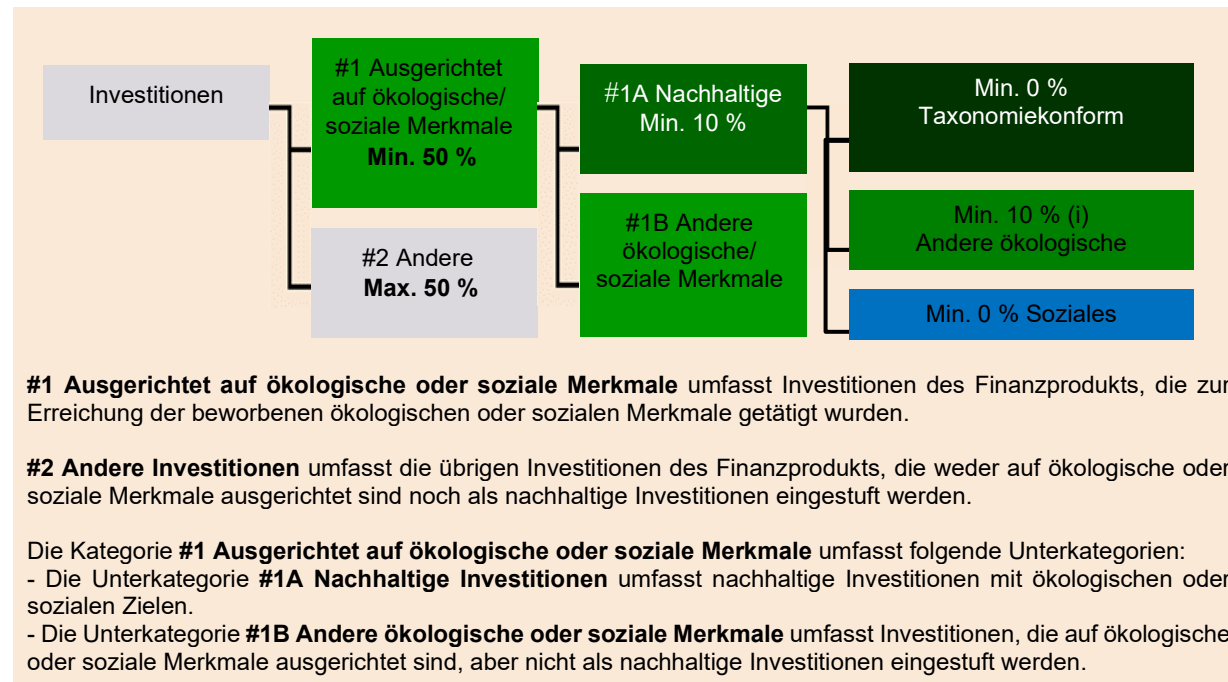 Investitionen
#1 Ausgerichtet
auf ökologische/
soziale Merkmale
Min. 50 %
#2 Andere
Max. 50 %
#1A Nachhaltige
Min. 10 %
#1B Andere
ökologische/
soziale Merkmale
Min. 0 %
Taxonomiekonform
Min. 10 % (i)
Andere ökologische
Min. 0 % Soziales
#1 Ausgerichtet auf ökologische oder soziale Merkmale umfasst Investitionen des Finanzprodukts, die zur
Erreichung der beworbenen ökologischen oder sozialen Merkmale getätigt wurden.
#2 Andere Investitionen umfasst die übrigen Investitionen des Finanzprodukts, die weder auf ökologische oder
soziale Merkmale ausgerichtet sind noch als nachhaltige Investitionen eingestuft werden.
Die Kategorie #1 Ausgerichtet auf ökologische oder soziale Merkmale umfasst folgende Unterkategorien:
- Die Unterkategorie #1A Nachhaltige Investitionen umfasst nachhaltige Investitionen mit ökologischen oder
sozialen Zielen.
- Die Unterkategorie #1B Andere ökologische oder soziale Merkmale umfasst Investitionen, die auf ökologische
oder soziale Merkmale ausgerichtet sind, aber nicht als nachhaltige Investitionen eingestuft werden.